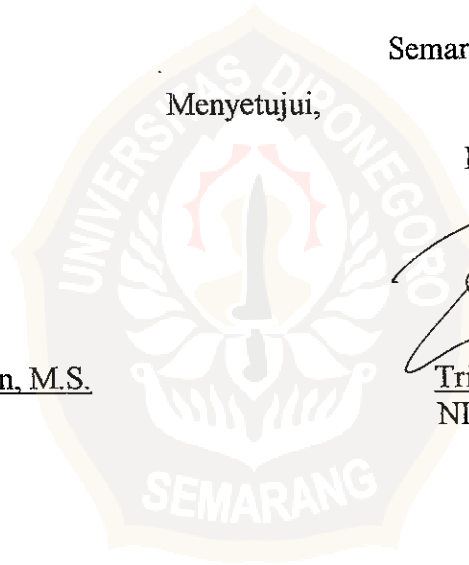 Semar
Menyetujui,
n, M.S.
Tri
NI
UNIVERSITAS DIPONEGORO
SEMARANG